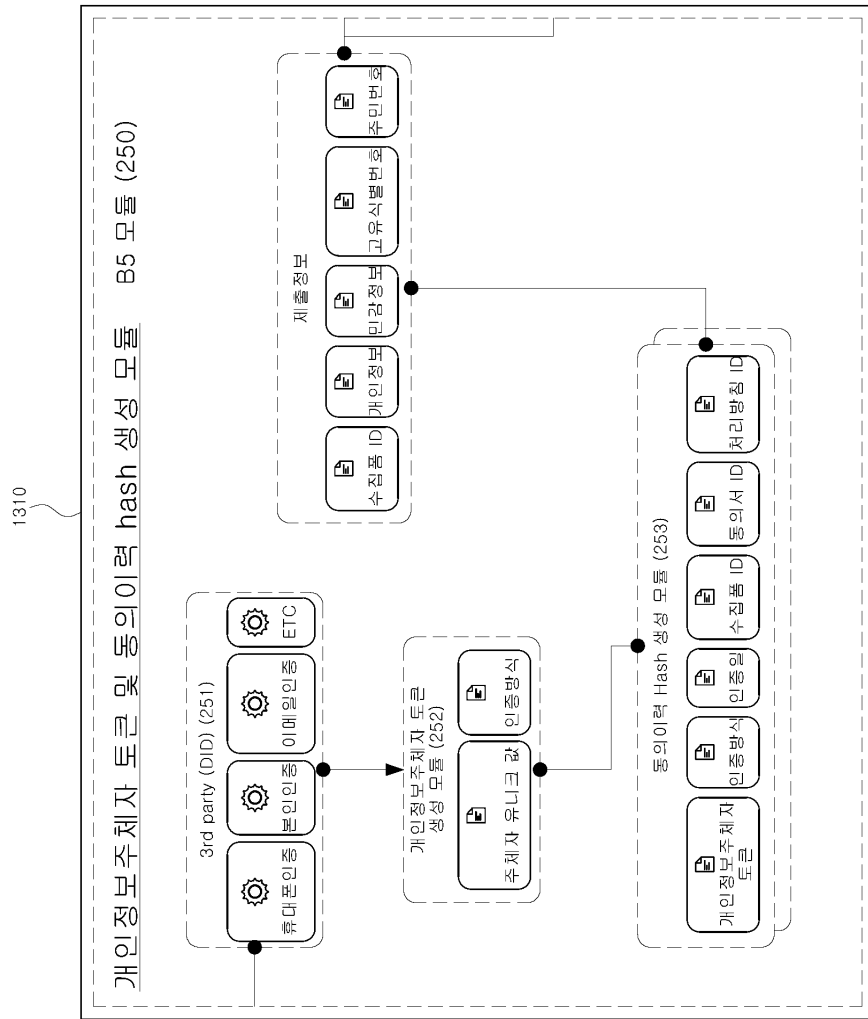 1310
개인정보주체자 토큰 및 동의이력 hash 생성 모듈 B5 모듈 (250)
3rd party (DID) (251)
휴대폰인증
본인인증
이메일인증
ETC
제출정보
수집폼 ID
개인정보
민감정보
고유식별번호
주민번호
개인정보주체자 토큰
생성 모듈 (252)
주체자 유니크 값
인증방식
동의이력 Hash 생성 모듈 (253)
개인정보주체자
토큰
인증방식
인증일
수집폼 ID
동의서 ID
처리방침 ID